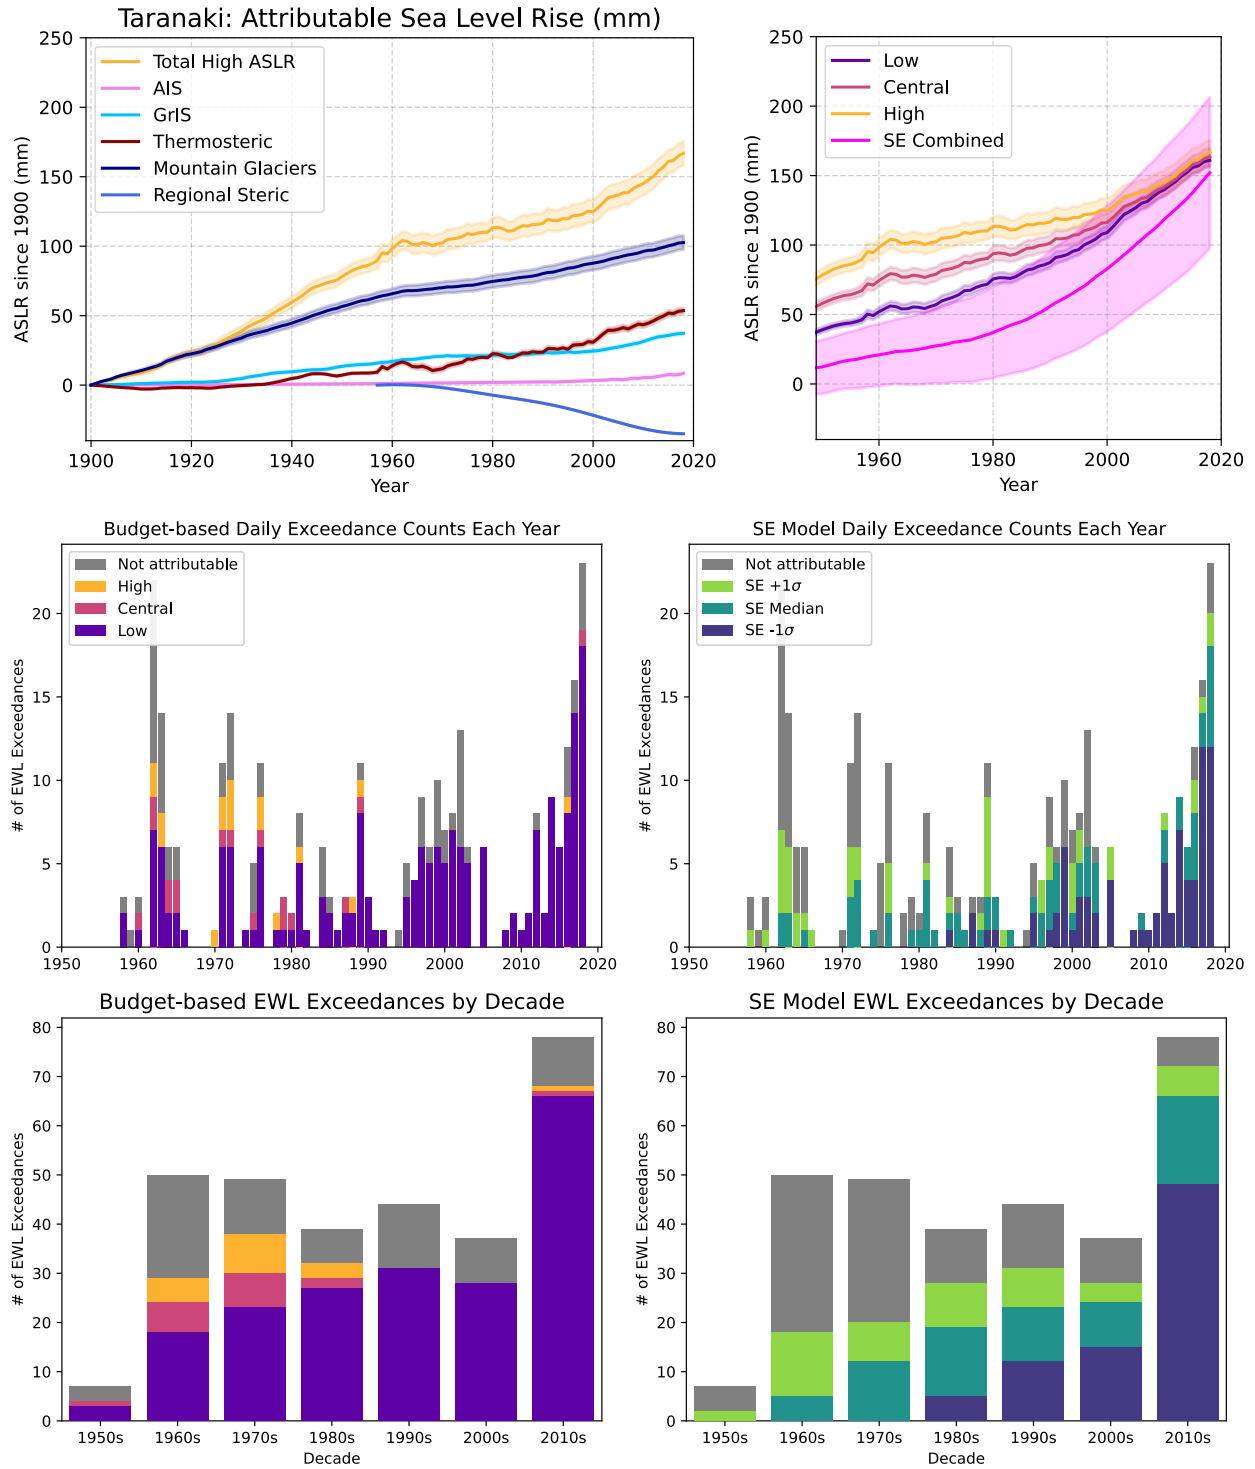 Taranaki: Attributable Sea Level Rise (mm)
ASLR since 1900 (mm)
250
200
150
100
50
0
Total High ASLR
AIS
GrIS
Thermosteric
Mountain Glaciers
Regional Steric
1900 1920 1940 1960 1980 2000 2020
Year
ASLR since 1900 (mm)
250
200
150
100
50
0
Low
Central
High
SE Combined
1960 1980 2000 2020
Year
Budget-based Daily Exceedance Counts Each Year
# of EWL Exceedances
20
15
10
5
0
Not attributable
High
Central
Low
1950 1960 1970 1980 1990 2000 2010 2020
SE Model Daily Exceedance Counts Each Year
# of EWL Exceedances
20
15
10
5
0
Not attributable
SE +1σ
SE Median
SE -1σ
1950 1960 1970 1980 1990 2000 2010 2020
Budget-based EWL Exceedances by Decade
# of EWL Exceedances
80
70
60
50
40
30
20
10
0
1950s 1960s 1970s 1980s 1990s 2000s 2010s
Decade
SE Model EWL Exceedances by Decade
# of EWL Exceedances
80
70
60
50
40
30
20
10
0
1950s 1960s 1970s 1980s 1990s 2000s 2010s
Decade